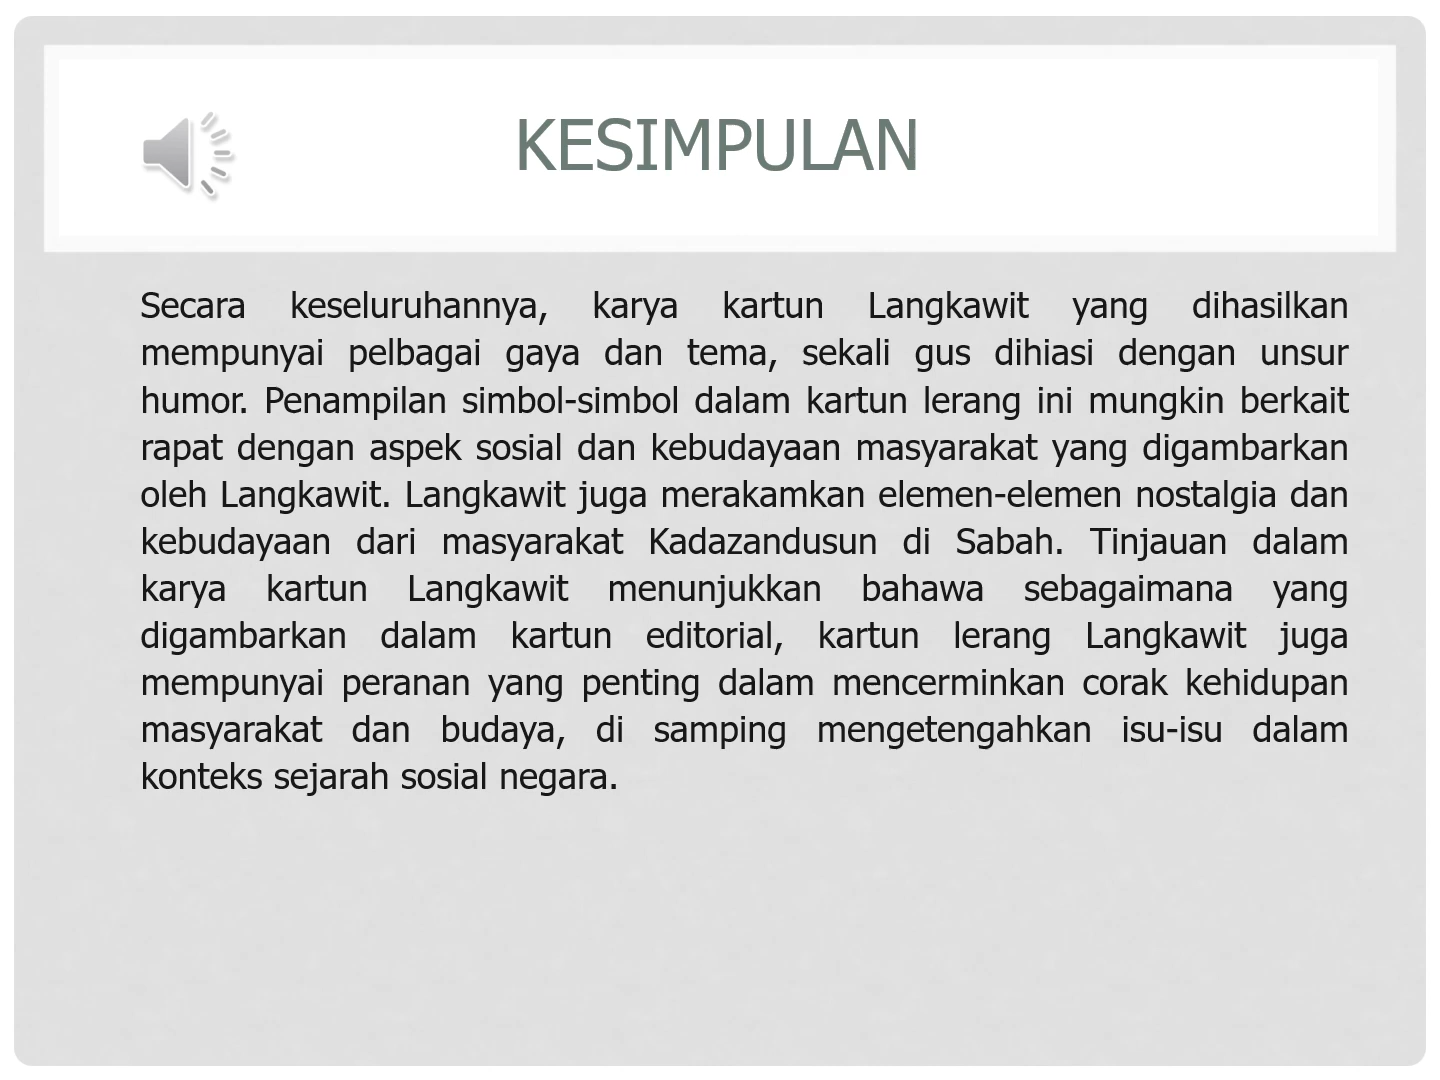 KESIMPULAN
Secara keseluruhannya, karya kartun Langkawit yang dihasilkan
mempunyai pelbagai gaya dan tema, sekali gus dihiasi dengan unsur
humor. Penampilan simbol-simbol dalam kartun lerang ini mungkin berkait
rapat dengan aspek sosial dan kebudayaan masyarakat yang digambarkan
oleh Langkawit. Langkawit juga merakamkan elemen-elemen nostalgia dan
kebudayaan dari masyarakat Kadazandusun di Sabah. Tinjauan dalam
karya kartun Langkawit menunjukkan bahawa sebagaimana yang
digambarkan dalam kartun editorial, kartun lerang Langkawit juga
mempunyai peranan yang penting dalam mencerminkan corak kehidupan
masyarakat dan budaya, di samping mengetengahkan isu-isu dalam
konteks sejarah sosial negara.